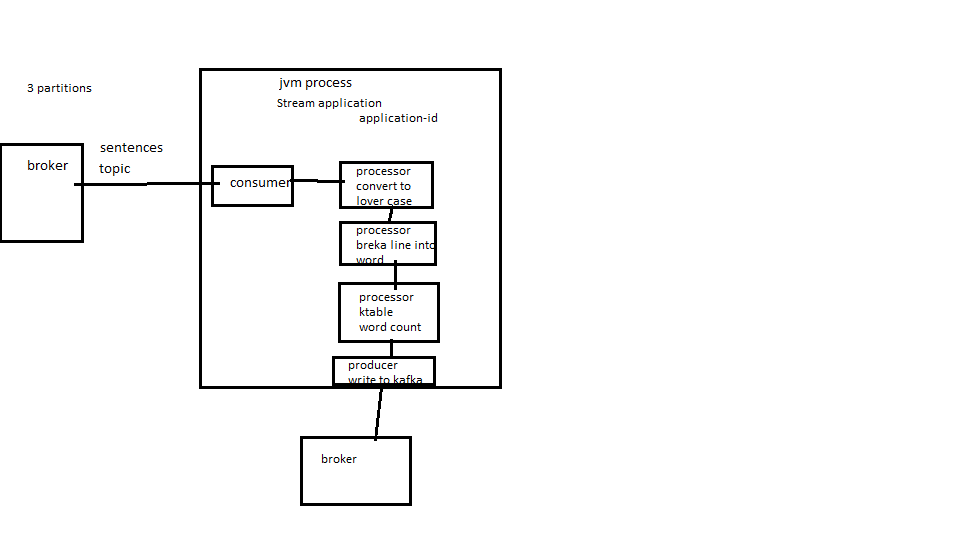 jvm process
3 partitions
Stream application
application-id
sentences
topic
broker
consumer
processor
convert to
lover case
processor
breka line into
word
processor
ktable
word count
producer
write to kafka
broker